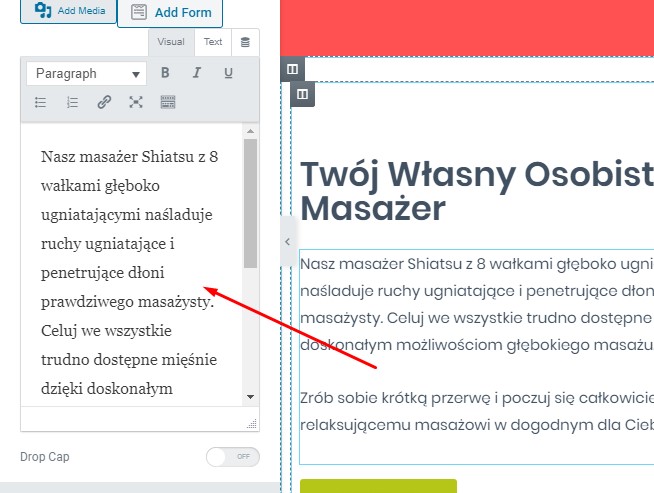 Add Media
Add Form
Visual
Text
Paragraph
B
I
U
Nasz masażer Shiatsu z 8
wałkami głęboko
ugniatającymi naśladuje
ruchy ugniatające i
penetrujące dłoni
prawdziwego masażysty.
Celuj we wszystkie
trudno dostępne mięśnie
dzięki doskonałym
Drop Cap
OFF
Twój Własny Osobist
Masażer
Nasz masażer Shiatsu z 8 wałkami głęboko ugni
naśladuje ruchy ugniatające i penetrujące dłon
masażysty. Celuj we wszystkie trudno dostępne
doskonałym możliwościom głębokiego masażu
Zrób sobie krótką przerwę i poczuj się całkowicie
relaksującemu masażowi w dogodnym dla Cieb